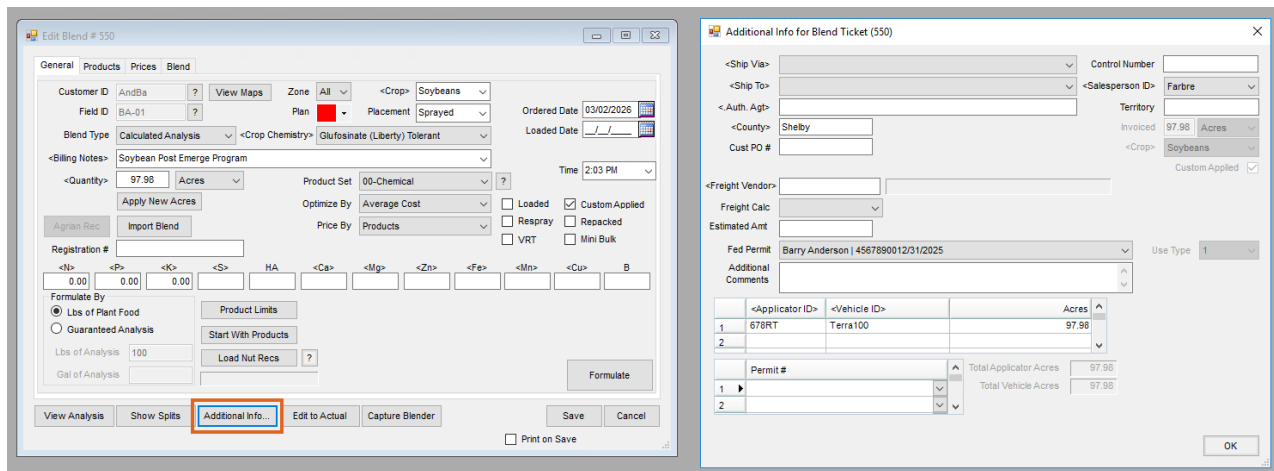 Edit Blend # 550
General Products Prices Blend
Customer ID AndBa ? View Maps Zone All <Crop> Soybeans
Field ID BA-01 ? Plan Placement Sprayed Ordered Date 03/02/2026
Blend Type Calculated Analysis <Crop Chemistry> Glufosinate (Liberty) Tolerant Loaded Date _/_/____
<Billing Notes> Soybean Post Emerge Program
Time 2:03 PM
<Quantity> 97.98 Acres Product Set 00-Chemical ?
Apply New Acres Optimize By Average Cost Loaded Custom Applied
Agrian Rec Import Blend Price By Products Respray Repacked
VRT Mini Bulk
Registration #
<N> <P> <K> <S> HA <Ca> <Mg> <Zn> <Fe> <Mn> <Cu> B
0.00 0.00 0.00
Formulate By
Lbs of Plant Food Product Limits
Guaranteed Analysis Start With Products
Lbs of Analysis 100 Load Nut Recs ?
Gal of Analysis Formulate
View Analysis Show Splits Additional Info... Edit to Actual Capture Blender Save Cancel
Print on Save
Additional Info for Blend Ticket (550)
<Ship Via> Control Number
<Ship To> <Salesperson ID> Farbre
<.Auth. Agt> Territory
<County> Shelby Invoiced 97.98 Acres
Cust PO # <Crop> Soybeans
Custom Applied
<Freight Vendor>
Freight Calc
Estimated Amt
Fed Permit Barry Anderson | 4567890012/31/2025 Use Type 1
Additional
Comments
<Applicator ID> <Vehicle ID> Acres
1 678RT Terra100 97.98
2
Permit # Total Applicator Acres 97.98
1 Total Vehicle Acres 97.98
2
OK